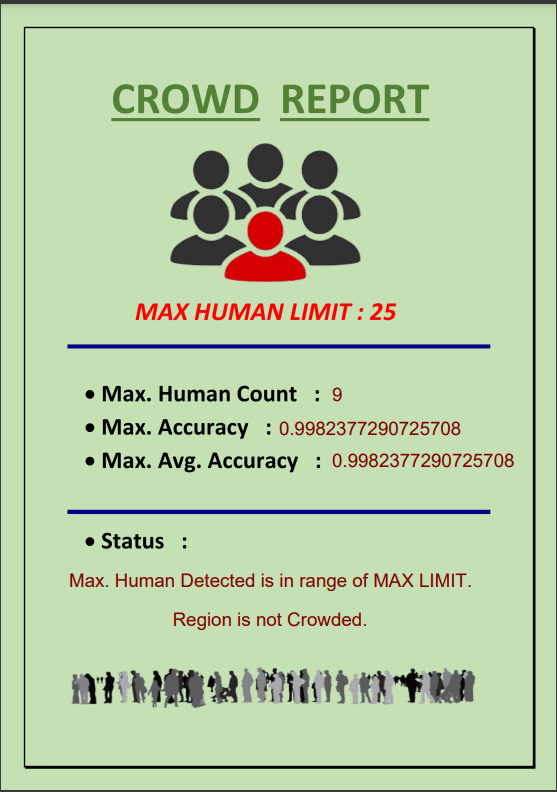 CROWD REPORT
MAX HUMAN LIMIT : 25
• Max. Human Count : 9
• Max. Accuracy : 0.9982377290725708
• Max. Avg. Accuracy : 0.9982377290725708
• Status :
Max. Human Detected is in range of MAX LIMIT.
Region is not Crowded.